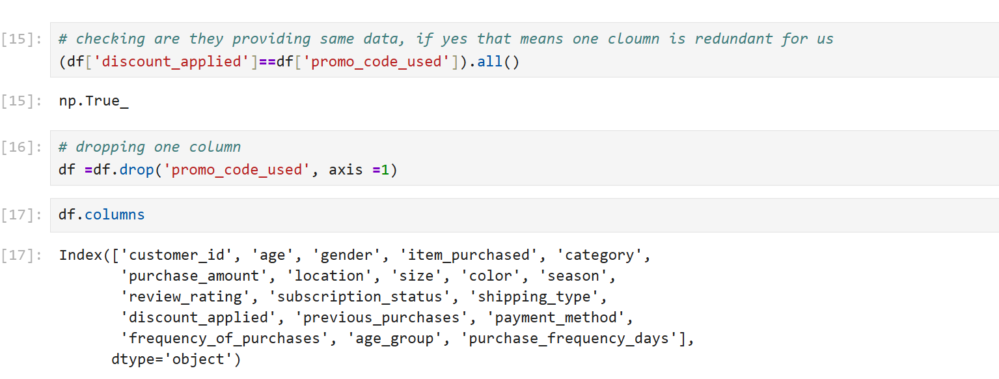 [15]: # checking are they providing same data, if yes that means one cloumn is redundant for us
(df['discount_applied']==df['promo_code_used']).all()
[15]: np.True_
[16]: # dropping one column
df =df.drop('promo_code_used', axis =1)
[17]: df.columns
[17]: Index(['customer_id', 'age', 'gender', 'item_purchased', 'category',
'purchase_amount', 'location', 'size', 'color', 'season',
'review_rating', 'subscription_status', 'shipping_type',
'discount_applied', 'previous_purchases', 'payment_method',
'frequency_of_purchases', 'age_group', 'purchase_frequency_days'],
dtype='object')